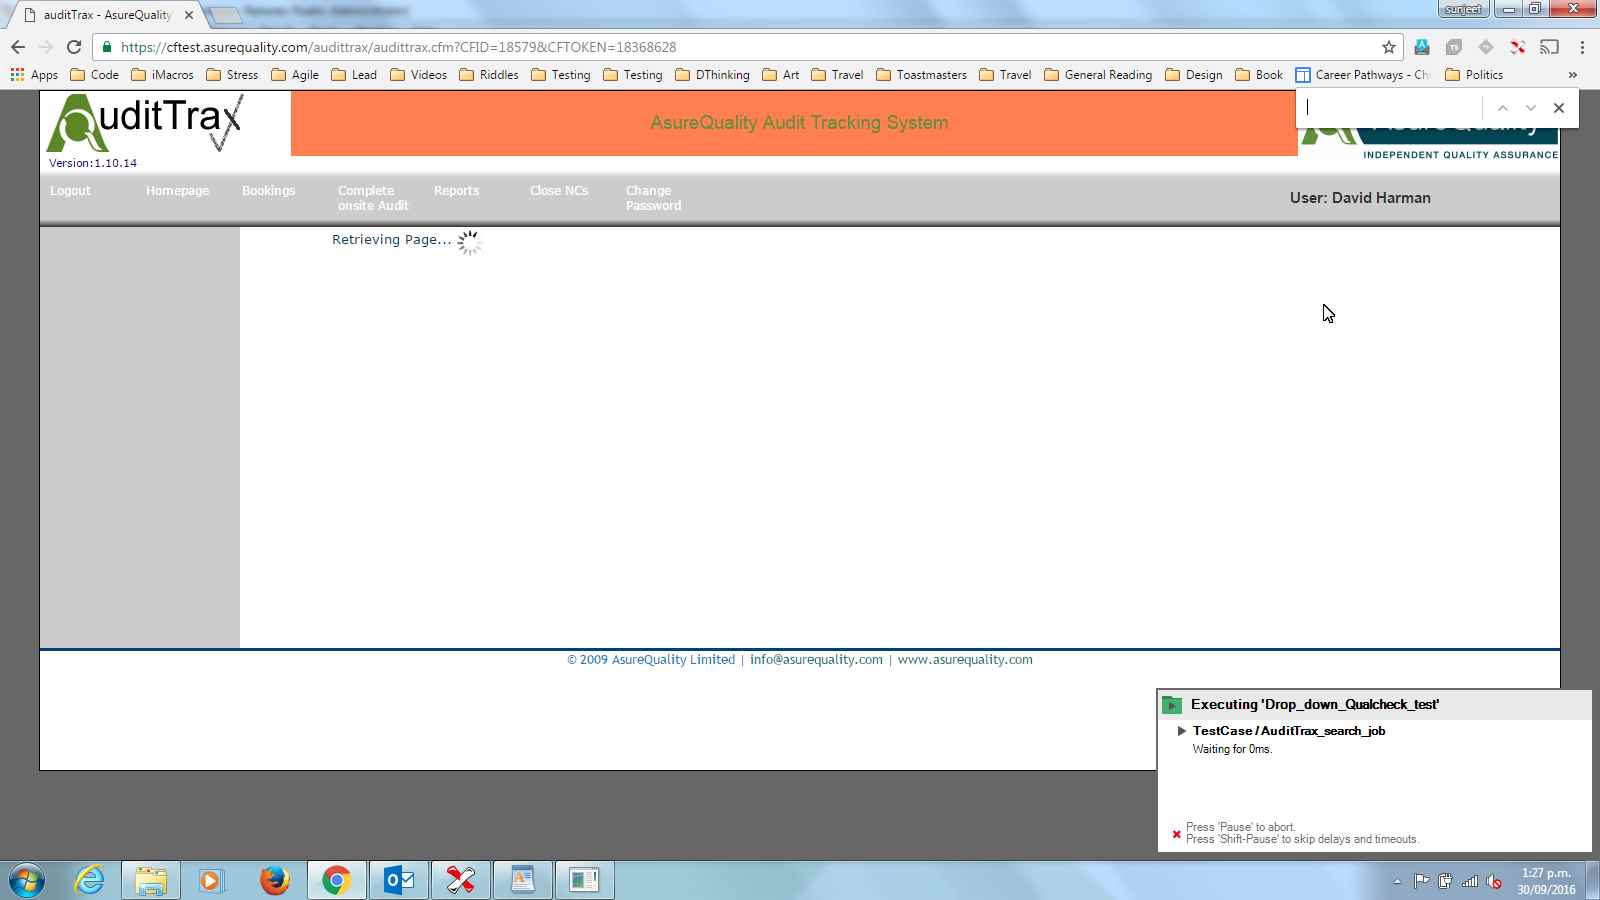 auditTrax - AsureQuality
sunjeet
https://cftest.asurequality.com/audittrax/audittrax.cfm?CFID=18579&CFTOKEN=18368628
Apps Code iMacros Stress Agile Lead Videos Riddles Testing Testing DThinking Art Travel Toastmasters Travel General Reading Design Book Career Pathways - Ch Politics »
AuditTrax
AsureQuality Audit Tracking System
INDEPENDENT QUALITY ASSURANCE
Version:1.10.14
Logout Homepage Bookings Complete onsite Audit Reports Close NCs Change Password
User: David Harman
Retrieving Page...
© 2009 AsureQuality Limited | info@asurequality.com | www.asurequality.com
Executing 'Drop_down_Qualcheck_test'
TestCase / AuditTrax_search_job
Waiting for 0ms.
Press 'Pause' to abort.
Press 'Shift-Pause' to skip delays and timeouts.
1:27 p.m.
30/09/2016